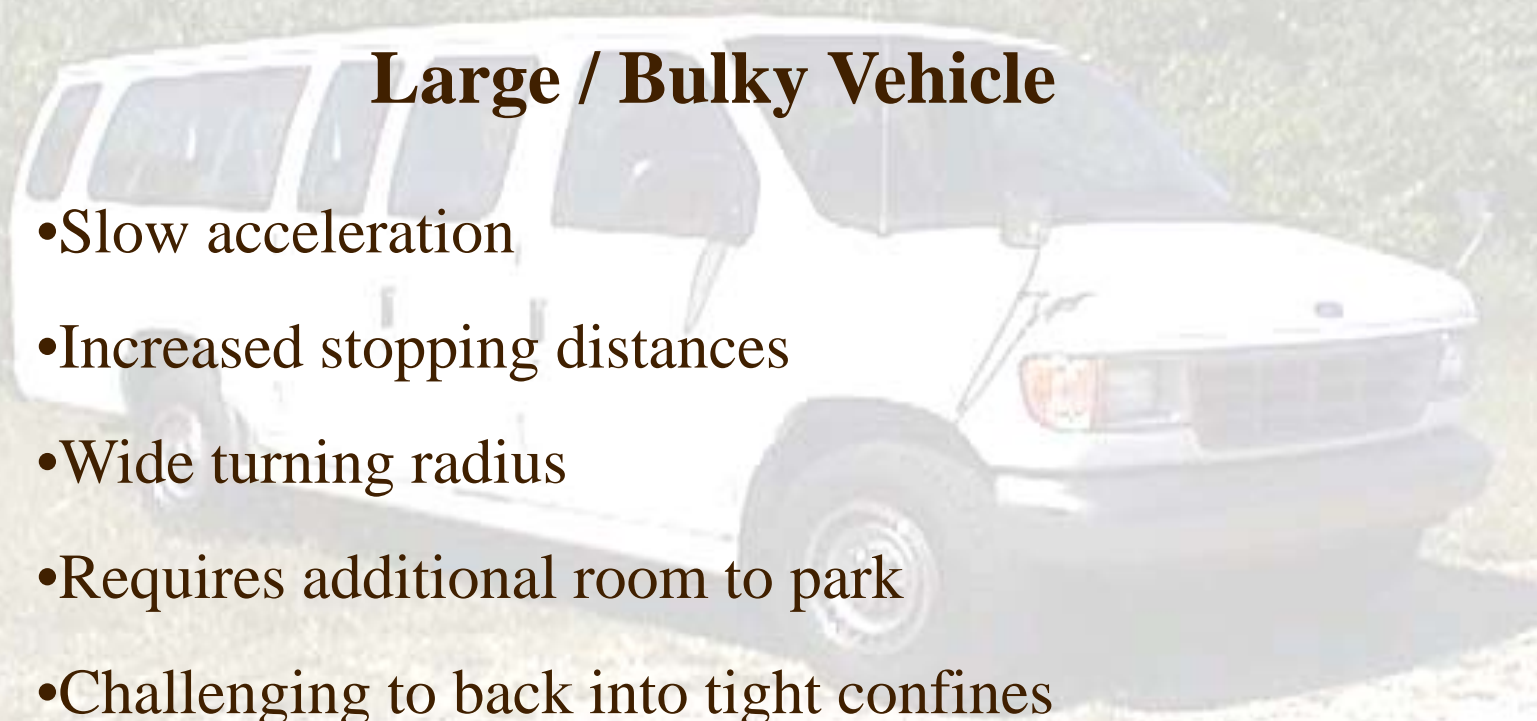 Large / Bulky Vehicle
•Slow acceleration
•Increased stopping distances
•Wide turning radius
•Requires additional room to park
•Challenging to back into tight confines